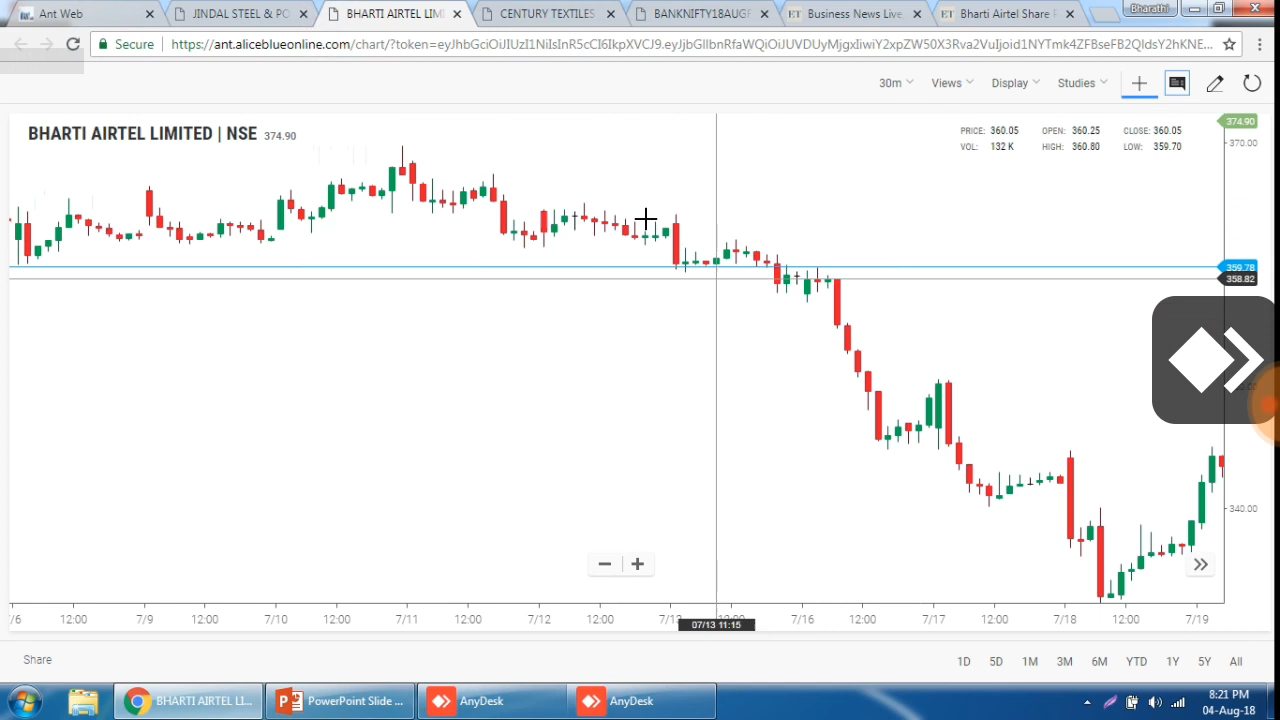 Ant Web
JINDAL STEEL & PO
BHARTI AIRTEL LIMI
CENTURY TEXTILES
BANKNIFTY18AUG
Business News Live,
Bharti Airtel Share P
Bharathi
Secure
30m
Views
Display
Studies
BHARTI AIRTEL LIMITED | NSE 374.90
PRICE: 360.05 OPEN: 360.25 CLOSE: 360.05
VOL: 132 K HIGH: 360.80 LOW: 359.70
374.90
370.00
359.78
358.82
340.00
7/6 12:00 7/9 12:00 7/10 12:00 7/11 12:00 7/12 12:00 7/13 12:00 7/16 12:00 7/17 12:00 7/18 12:00 7/19
07/13 11:15
Share
1D 5D 1M 3M 6M YTD 1Y 5Y All
BHARTI AIRTEL LI...
PowerPoint Slide ...
AnyDesk
AnyDesk
8:21 PM
04-Aug-18